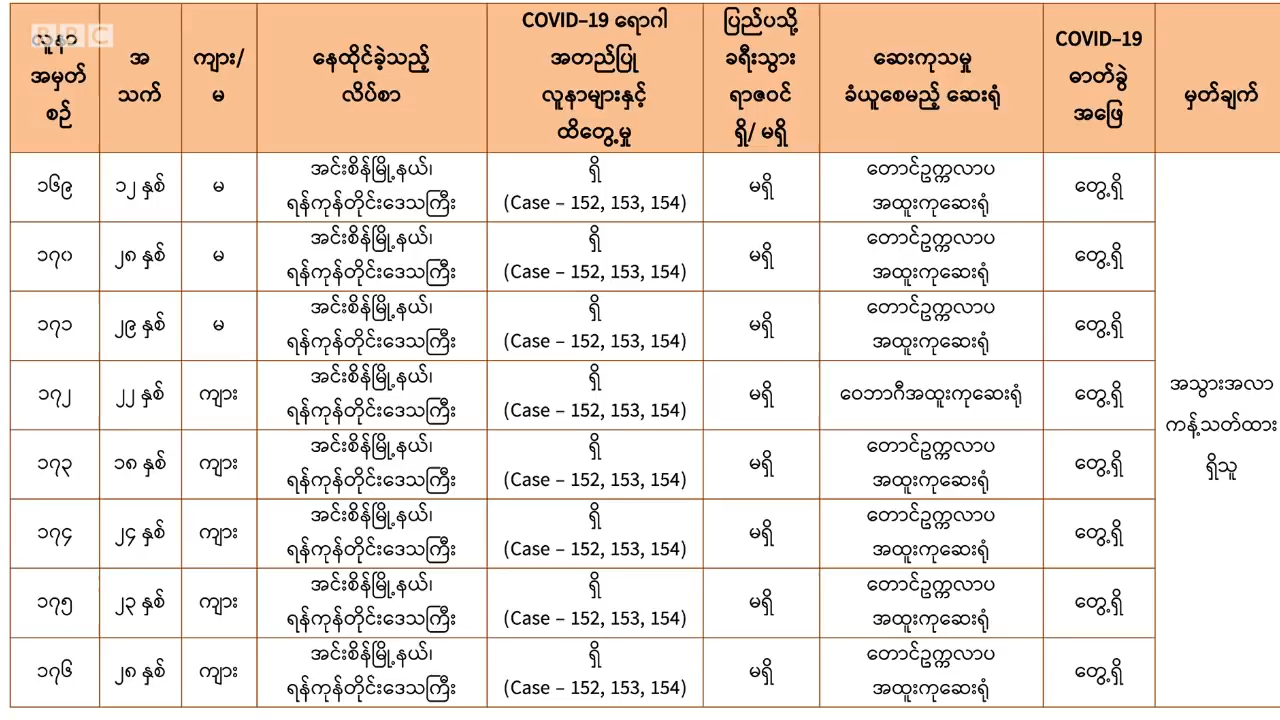 BBC
လူနာ
အမှတ်
စဉ်
အ
သက်
ကျား/
မ
နေထိုင်ခဲ့သည့်
လိပ်စာ
COVID–19 ရောဂါ
အတည်ပြု
လူနာများနှင့်
ထိတွေ့မှု
ပြည်ပသို့
ခရီးသွား
ရာဇဝင်
ရှိ/ မရှိ
ဆေးကုသမှု
ခံယူစေမည့် ဆေးရုံ
COVID–19
ဓာတ်ခွဲ
အဖြေ
မှတ်ချက်
၁၆၉
၁၂ နှစ်
မ
အင်းစိန်မြို့နယ်၊
ရန်ကုန်တိုင်းဒေသကြီး
ရှိ
(Case – 152, 153, 154)
မရှိ
တောင်ဥက္ကလာပ
အထူးကုဆေးရုံ
တွေ့ရှိ
၁၇၀
၂၈ နှစ်
မ
အင်းစိန်မြို့နယ်၊
ရန်ကုန်တိုင်းဒေသကြီး
ရှိ
(Case – 152, 153, 154)
မရှိ
တောင်ဥက္ကလာပ
အထူးကုဆေးရုံ
တွေ့ရှိ
၁၇၁
၂၉ နှစ်
မ
အင်းစိန်မြို့နယ်၊
ရန်ကုန်တိုင်းဒေသကြီး
ရှိ
(Case – 152, 153, 154)
မရှိ
တောင်ဥက္ကလာပ
အထူးကုဆေးရုံ
တွေ့ရှိ
၁၇၂
၂၂ နှစ်
ကျား
အင်းစိန်မြို့နယ်၊
ရန်ကုန်တိုင်းဒေသကြီး
ရှိ
(Case – 152, 153, 154)
မရှိ
ဝေဘာဂီအထူးကုဆေးရုံ
တွေ့ရှိ
၁၇၃
၁၈ နှစ်
ကျား
အင်းစိန်မြို့နယ်၊
ရန်ကုန်တိုင်းဒေသကြီး
ရှိ
(Case – 152, 153, 154)
မရှိ
တောင်ဥက္ကလာပ
အထူးကုဆေးရုံ
တွေ့ရှိ
၁၇၄
၂၄ နှစ်
ကျား
အင်းစိန်မြို့နယ်၊
ရန်ကုန်တိုင်းဒေသကြီး
ရှိ
(Case – 152, 153, 154)
မရှိ
တောင်ဥက္ကလာပ
အထူးကုဆေးရုံ
တွေ့ရှိ
၁၇၅
၂၃ နှစ်
ကျား
အင်းစိန်မြို့နယ်၊
ရန်ကုန်တိုင်းဒေသကြီး
ရှိ
(Case – 152, 153, 154)
မရှိ
တောင်ဥက္ကလာပ
အထူးကုဆေးရုံ
တွေ့ရှိ
၁၇၆
၂၈ နှစ်
ကျား
အင်းစိန်မြို့နယ်၊
ရန်ကုန်တိုင်းဒေသကြီး
ရှိ
(Case – 152, 153, 154)
မရှိ
တောင်ဥက္ကလာပ
အထူးကုဆေးရုံ
တွေ့ရှိ
အသွားအလာ
ကန့်သတ်ထား
ရှိသူ